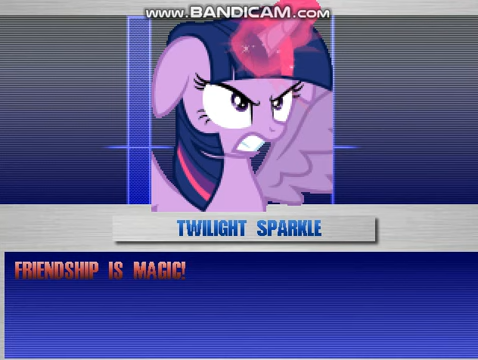 www.BANDICAM.com
TWILIGHT SPARKLE
FRIENDSHIP IS MAGIC!